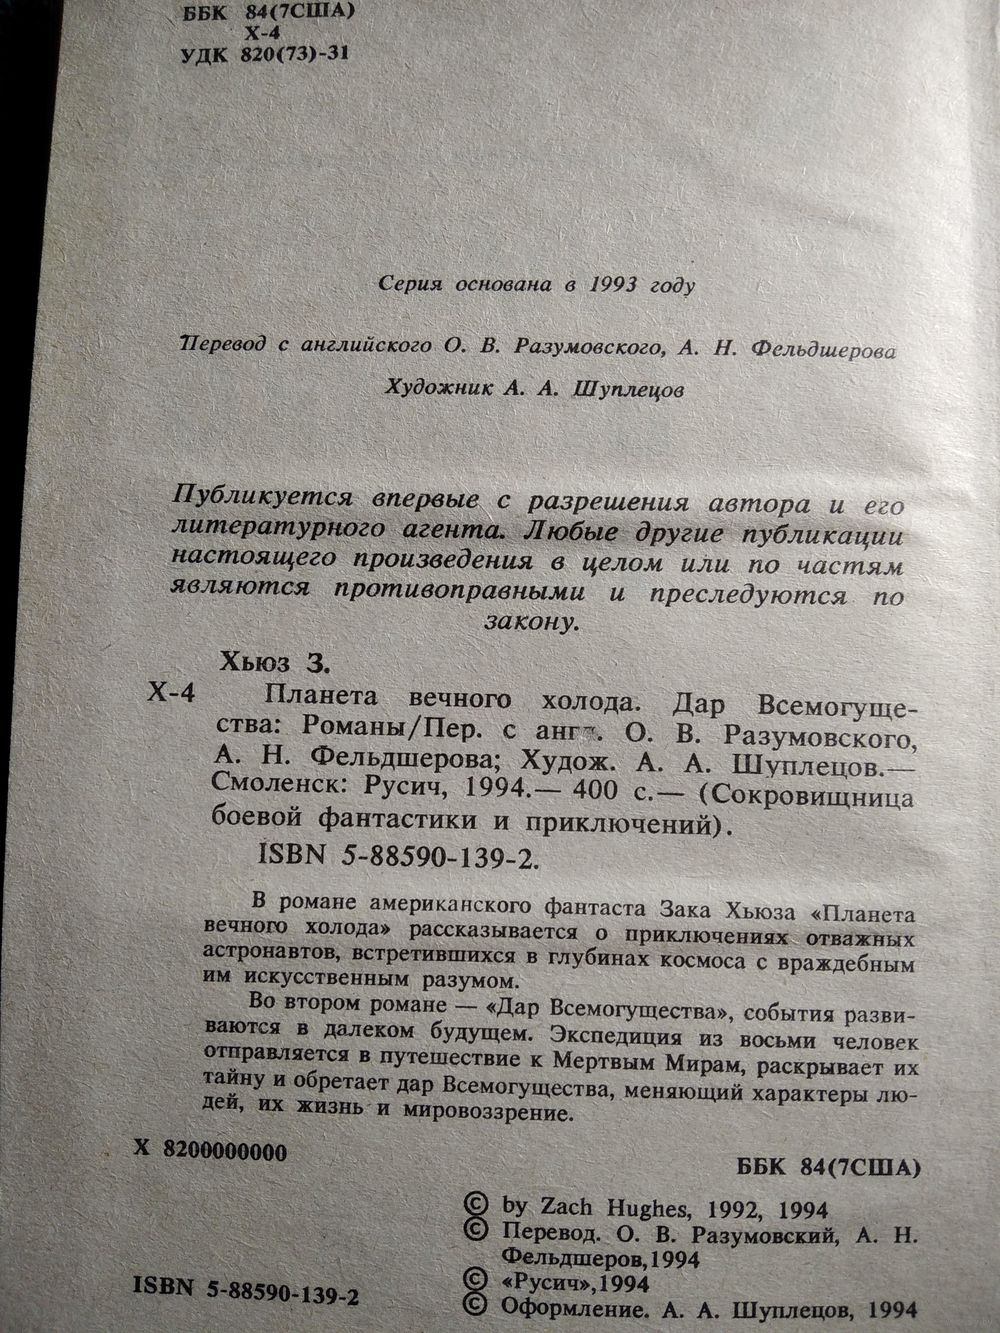 ББК 84(7США)
Х-4
УДК 820(73)-31
Серия основана в 1993 году
Перевод с английского О. В. Разумовского, А. Н. Фельдшерова
Художник А. А. Шуплецов
Публикуется впервые с разрешения автора и его
литературного агента. Любые другие публикации
настоящего произведения в целом или по частям
являются противоправными и преследуются по
закону.
Хьюз З.
Х-4 Планета вечного холода. Дар Всемогуще-
ства: Романы/Пер. с англ. О. В. Разумовского,
А. Н. Фельдшерова; Худож. А. А. Шуплецов.—
Смоленск: Русич, 1994.— 400 с.— (Сокровищница
боевой фантастики и приключений).
ISBN 5-88590-139-2.
В романе американского фантаста Зака Хьюза «Планета
вечного холода» рассказывается о приключениях отважных
астронавтов, встретившихся в глубинах космоса с враждебным
им искусственным разумом.
Во втором романе — «Дар Всемогущества», события разви-
ваются в далеком будущем. Экспедиция из восьми человек
отправляется в путешествие к Мертвым Мирам, раскрывает их
тайну и обретает дар Всемогущества, меняющий характеры лю-
дей, их жизнь и мировоззрение.
Х 8200000000
ББК 84(7США)
© by Zach Hughes, 1992, 1994
© Перевод. О. В. Разумовский, А. Н.
Фельдшеров,1994
© «Русич»,1994
ISBN 5-88590-139-2
© Оформление. А. А. Шуплецов, 1994